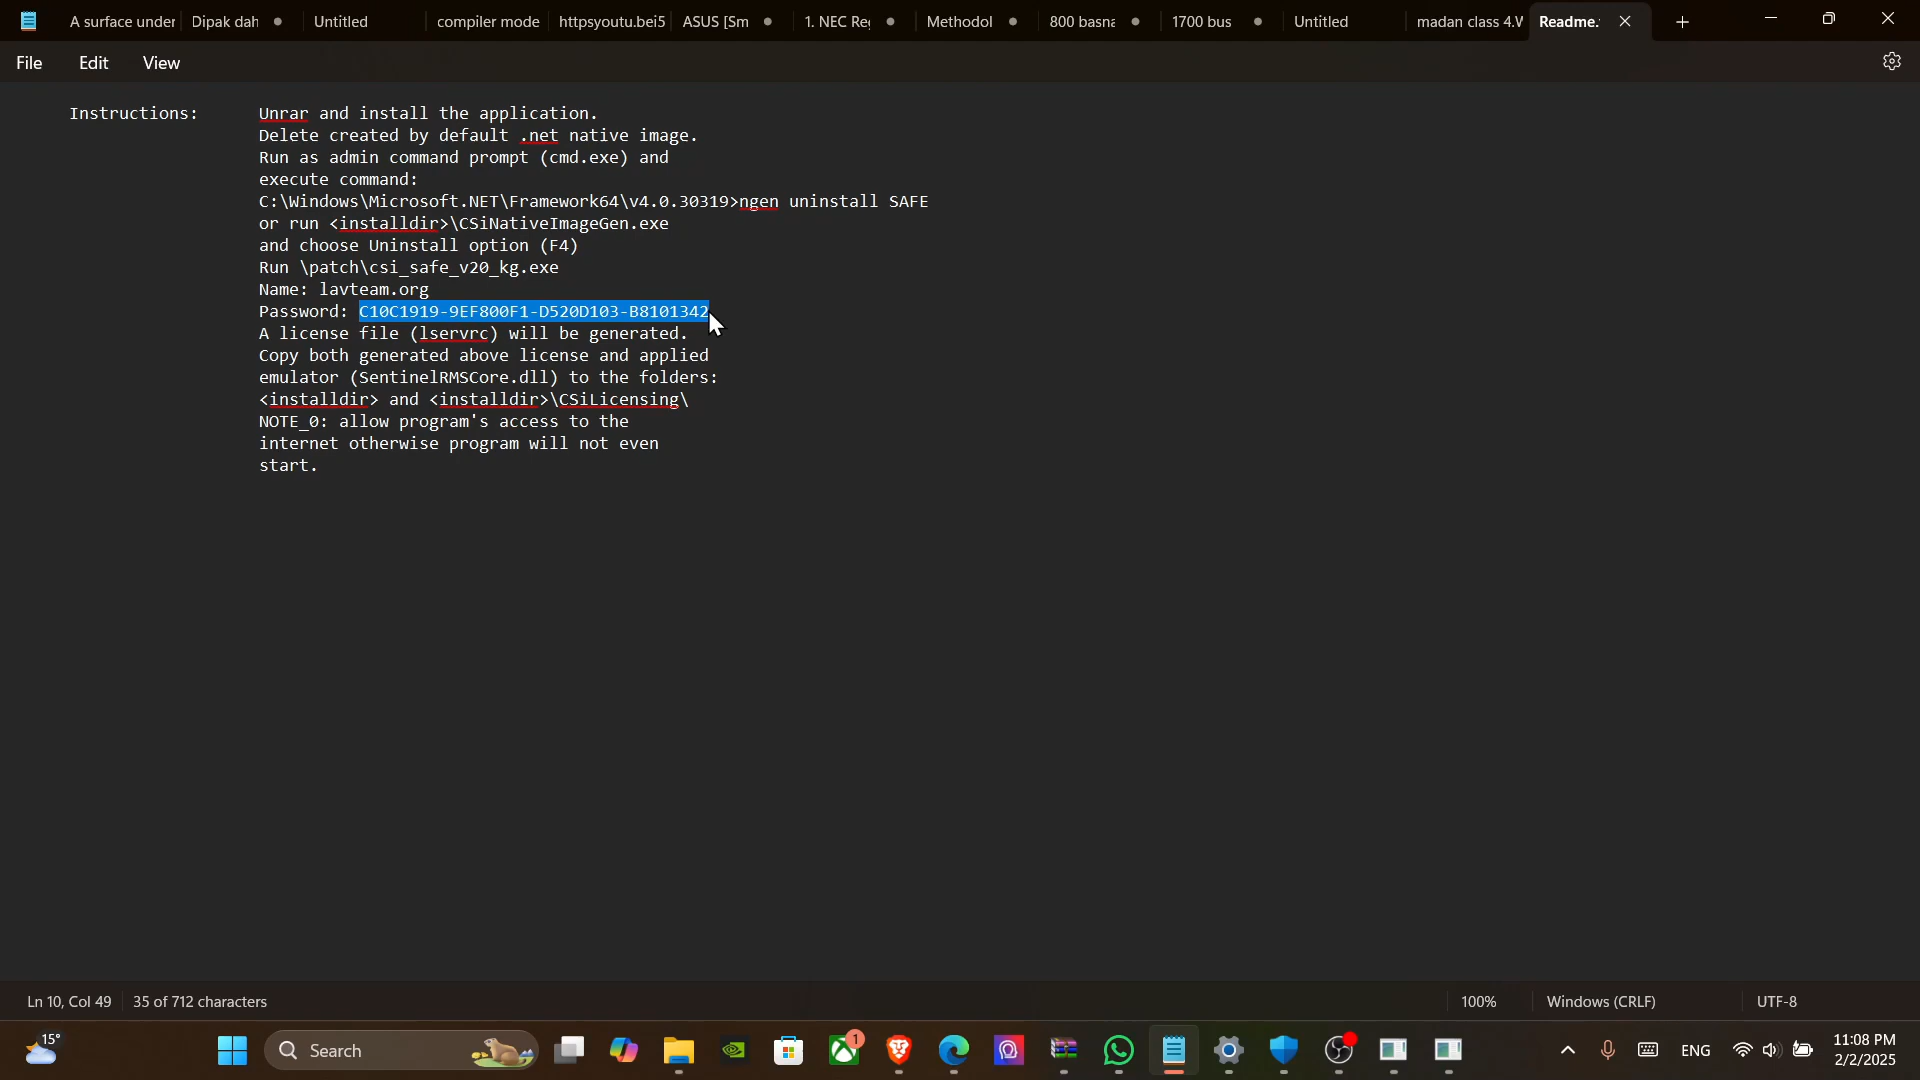 A surface under
Dipak dah
Untitled
compiler mode
httpsyoutu.bei5
ASUS [Sm
1. NEC Re
Methodol
800 basna
1700 bus
Untitled
madan class 4.W
Readme.
File Edit View
Instructions: Unrar and install the application.
Delete created by default .net native image.
Run as admin command prompt (cmd.exe) and
execute command:
C:\Windows\Microsoft.NET\Framework64\v4.0.30319>ngen uninstall SAFE
or run <installdir>\CSiNativeImageGen.exe
and choose Uninstall option (F4)
Run \patch\csi_safe_v20_kg.exe
Name: lavteam.org
Password: C10C1919-9EF800F1-D520D103-B8101342
A license file (lservrc) will be generated.
Copy both generated above license and applied
emulator (SentinelRMSCore.dll) to the folders:
<installdir> and <installdir>\CSiLicensing\
NOTE_0: allow program's access to the
internet otherwise program will not even
start.
Ln 10, Col 49 35 of 712 characters 100% Windows (CRLF) UTF-8
15°
Search
1
ENG
11:08 PM
2/2/2025